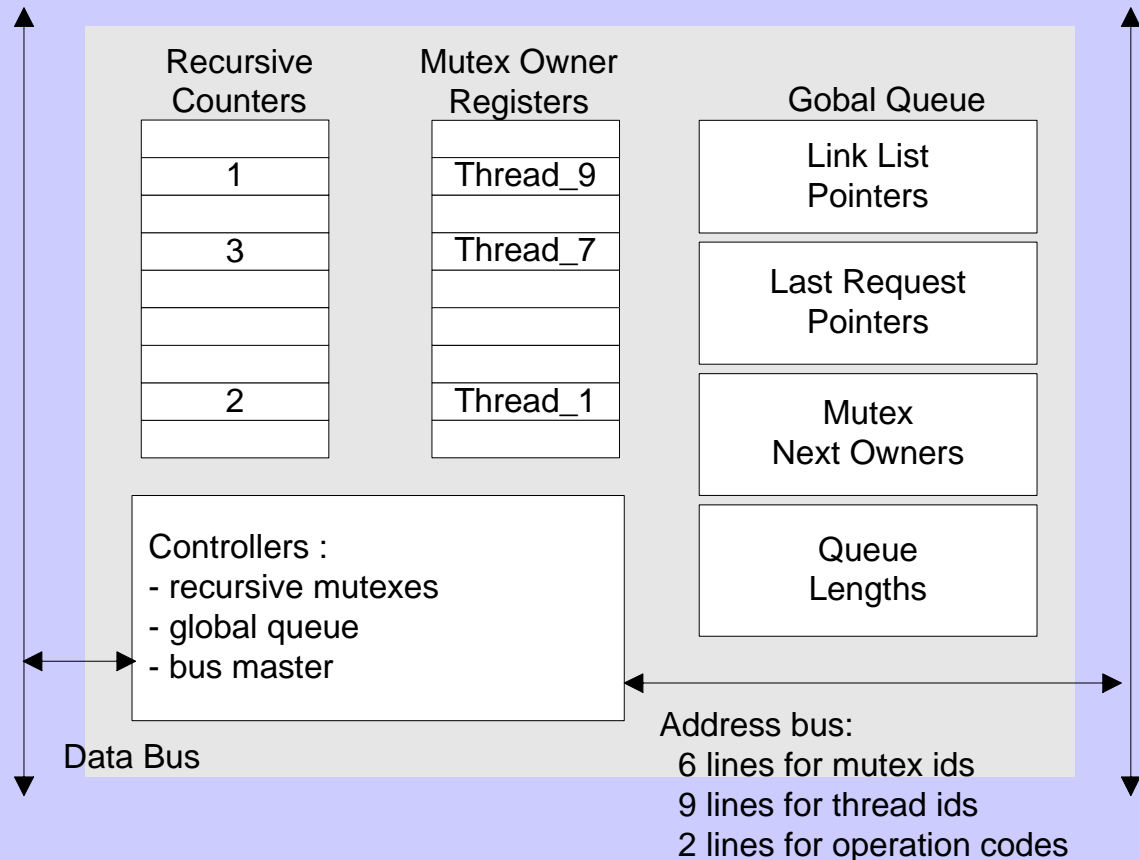 Recursive
Counters
Mutex Owner
Registers
Gobal Queue
1
3
2
Thread_9
Thread_7
Thread_1
Link List
Pointers
Last Request
Pointers
Mutex
Next Owners
Queue
Lengths
Controllers :
- recursive mutexes
- global queue
- bus master
Data Bus
Address bus:
6 lines for mutex ids
9 lines for thread ids
2 lines for operation codes